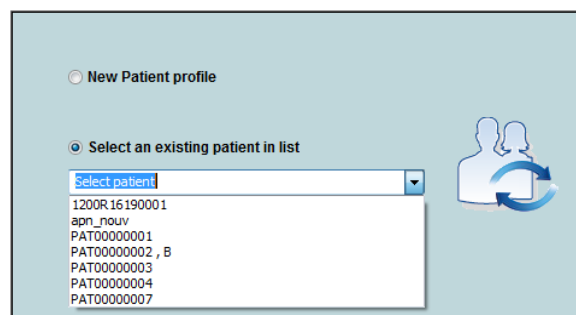 New Patient profile
Select an existing patient in list
Select patient
1200R16190001
apn_nouv
PAT00000001
PAT00000002 , B
PAT00000003
PAT00000004
PAT00000007